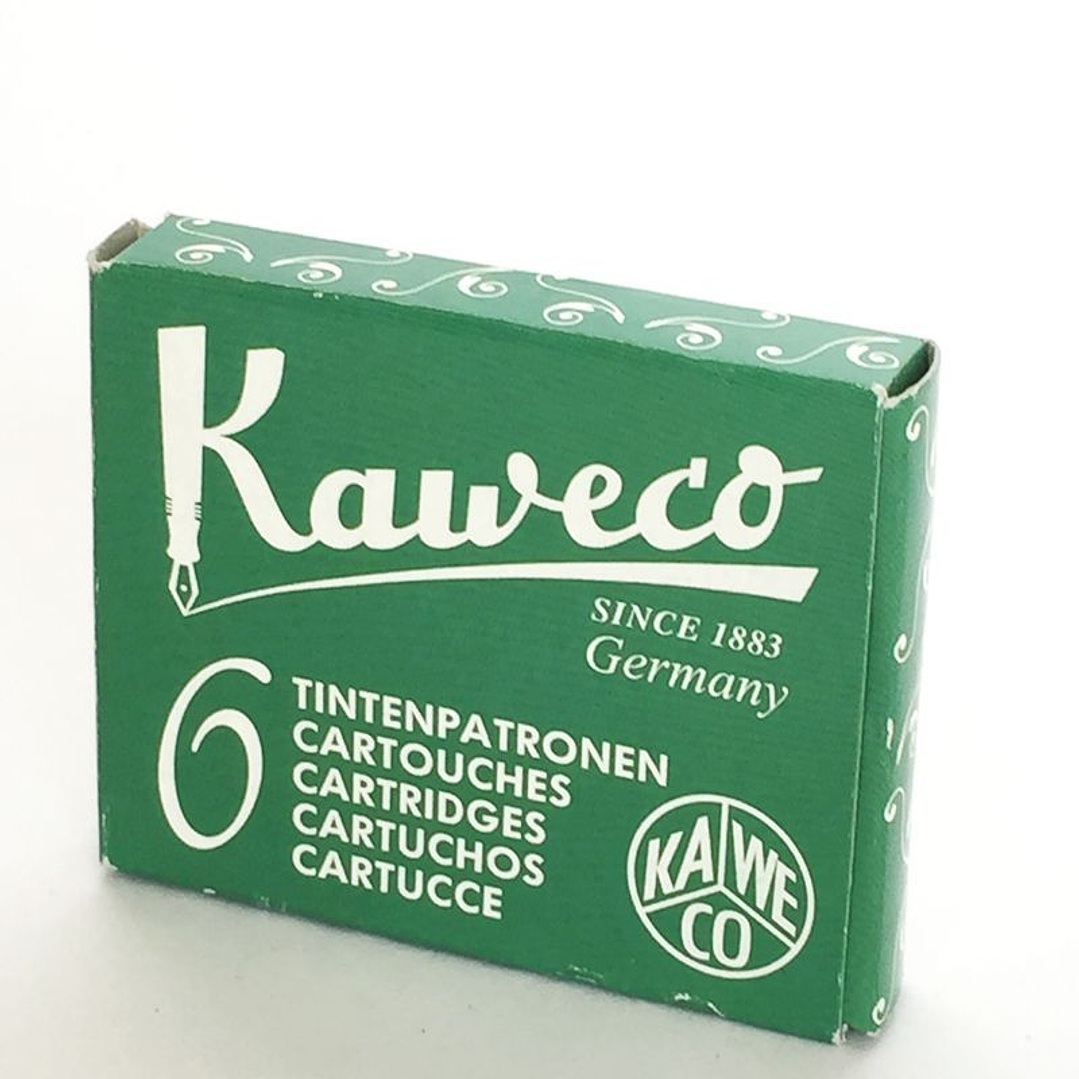 Kaweco
SINCE 1883
Germany
6
TINTENPATRONEN
CARTOUCHES
CARTRIDGES
CARTUCHOS
CARTUCCE
KA WE
CO